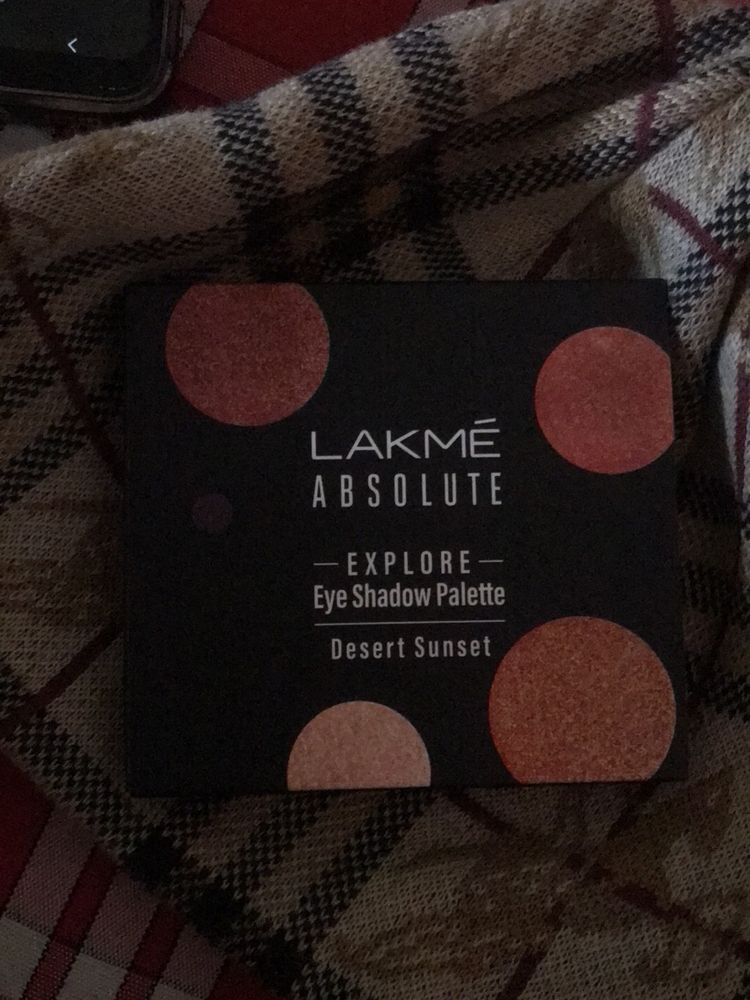 LAKMÉ
ABSOLUTE
EXPLORE
Eye Shadow Palette
Desert Sunset